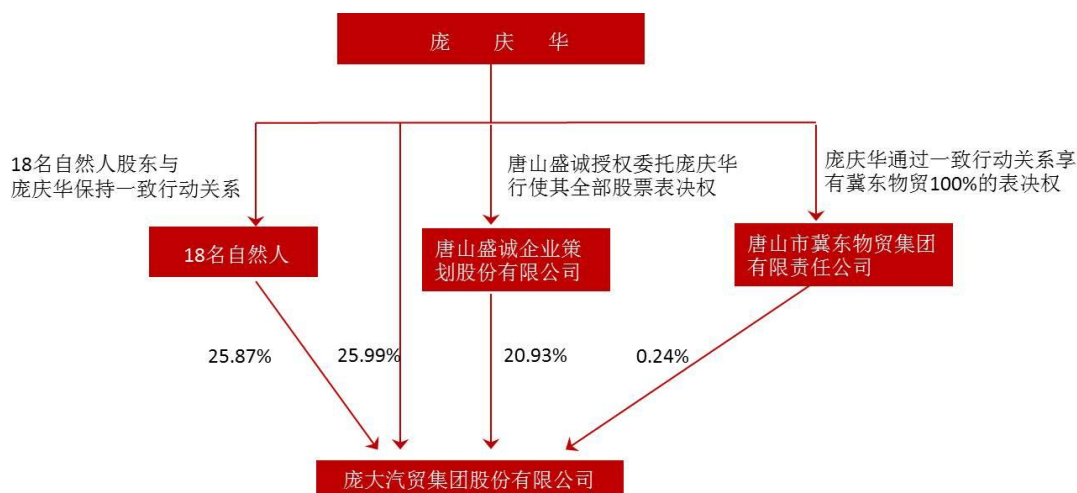 庞 庆 华
18名自然人股东与
庞庆华保持一致行动关系
唐山盛诚授权委托庞庆华
行使其全部股票表决权
庞庆华通过一致行动关系享
有冀东物贸100%的表决权
18名自然人
唐山盛诚企业策
划股份有限公司
唐山市冀东物贸集团
有限责任公司
25.87%
25.99%
20.93%
0.24%
庞大汽贸集团股份有限公司